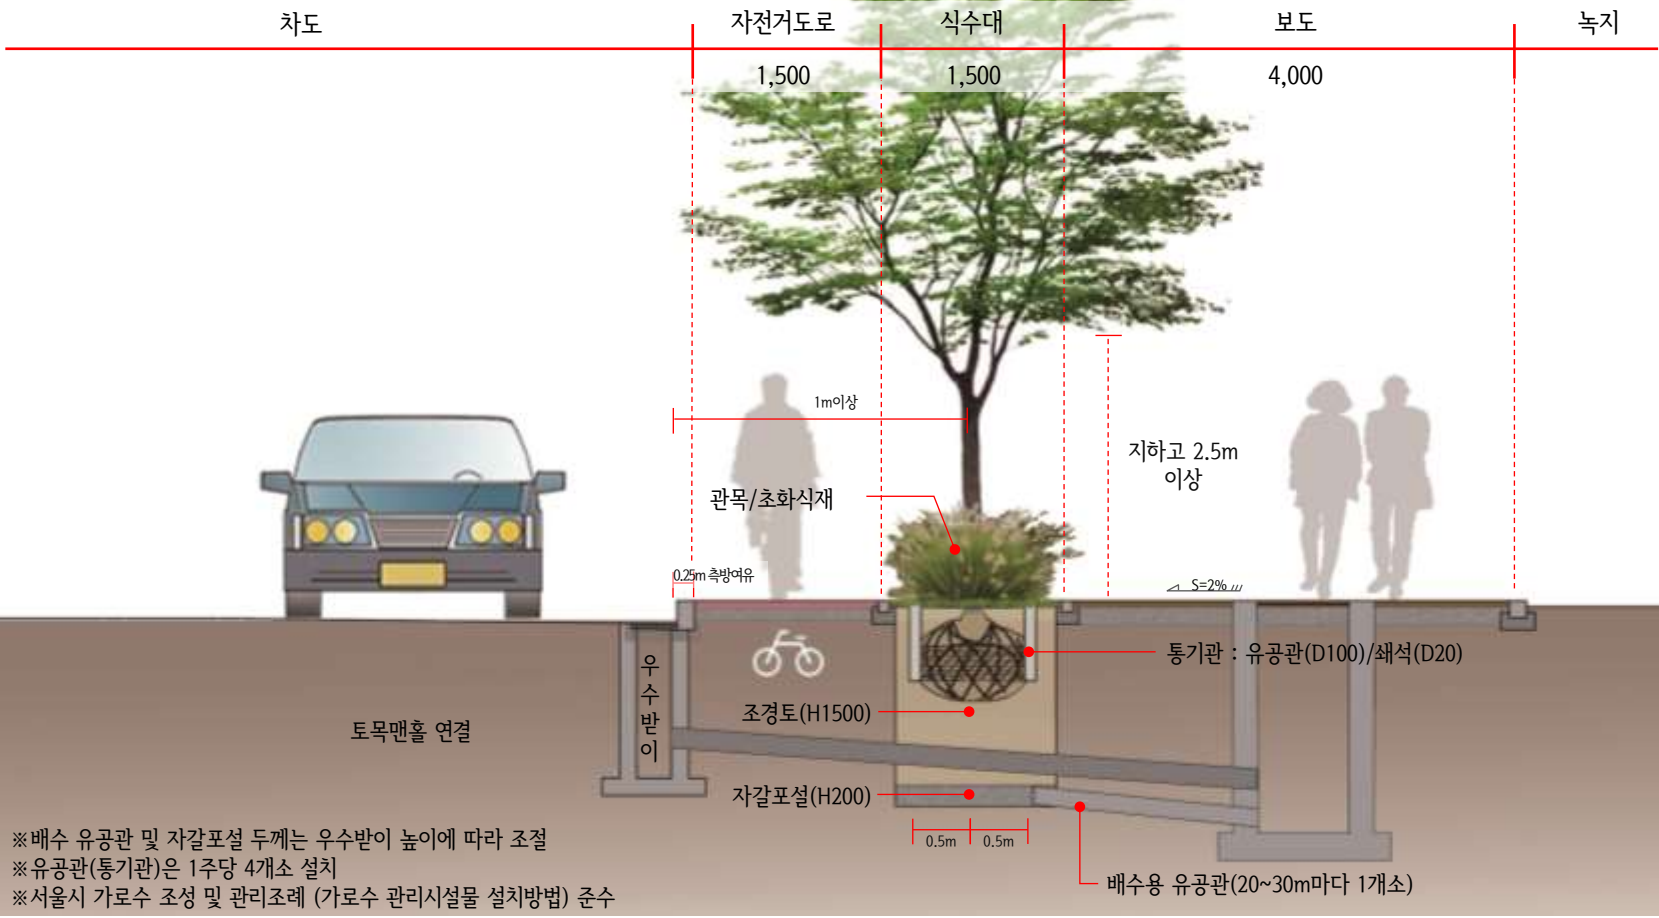 차도
자전거도로
식수대
보도
녹지
1,500
1,500
4,000
1m이상
지하고 2.5m
이상
관목/초화식재
0.25m 측방여유
S=2%
통기관 : 유공관(D100)/쇄석(D20)
우
수
받
이
조경토(H1500)
토목맨홀 연결
자갈포설(H200)
0.5m
0.5m
※배수 유공관 및 자갈포설 두께는 우수받이 높이에 따라 조절
※유공관(통기관)은 1주당 4개소 설치
배수용 유공관(20~30m마다 1개소)
※서울시 가로수 조성 및 관리조례 (가로수 관리시설물 설치방법) 준수